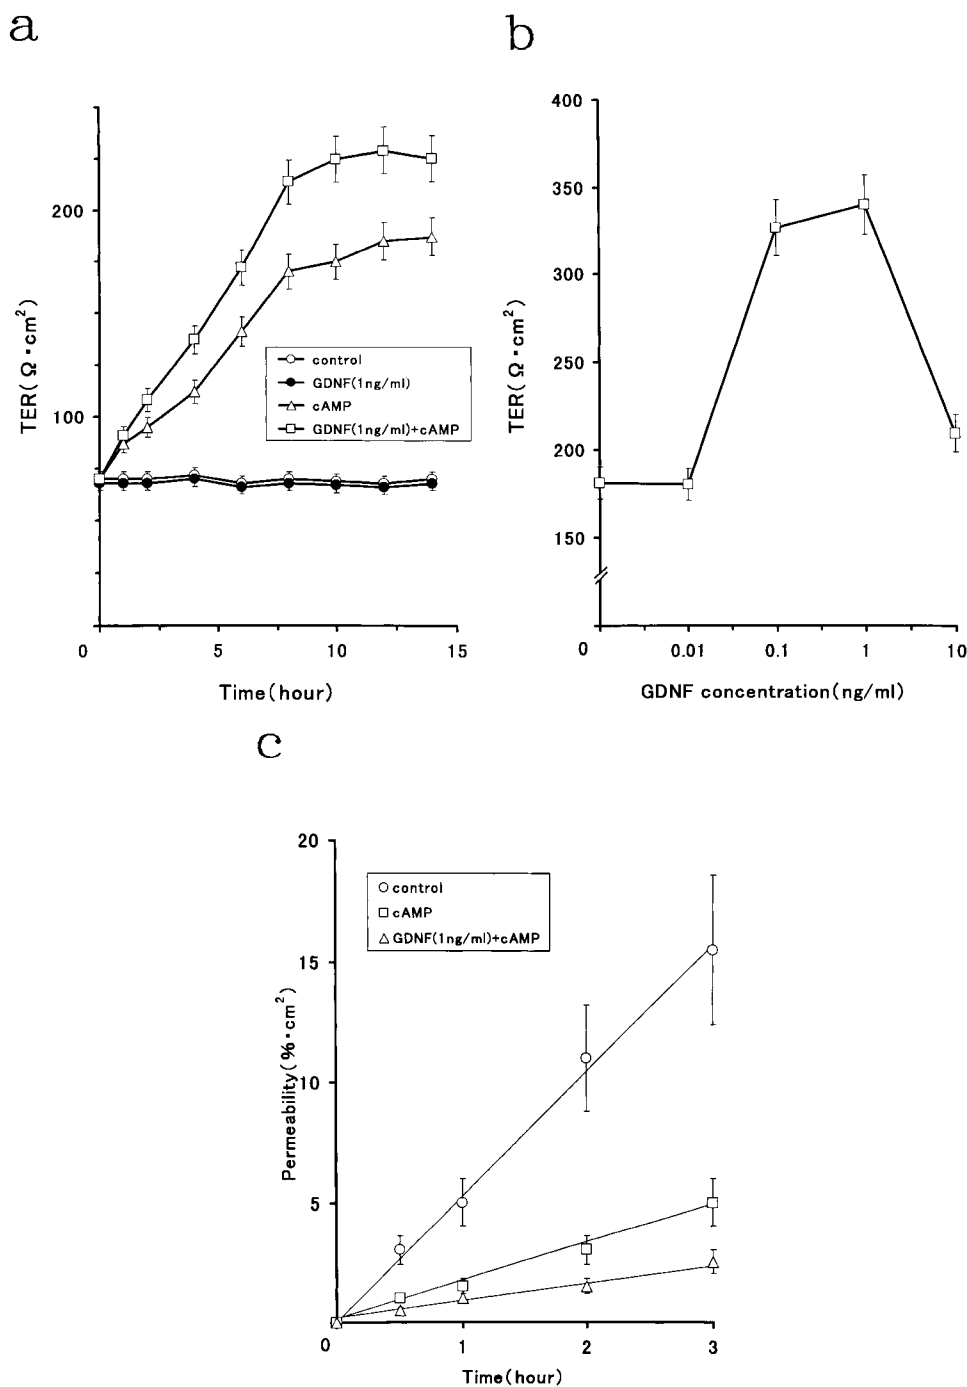 a
200
100
TER(Ω・cm²)
control
GDNF(1ng/ml)
cAMP
GDNF(1ng/ml)+cAMP
0 5 10 15
Time(hour)
b
400
350
300
250
200
150
TER(Ω・cm²)
0 0.01 0.1 1 10
GDNF concentration(ng/ml)
c
20
15
10
5
Permeability(%・cm²)
control
cAMP
GDNF(1ng/ml)+cAMP
0 1 2 3
Time(hour)